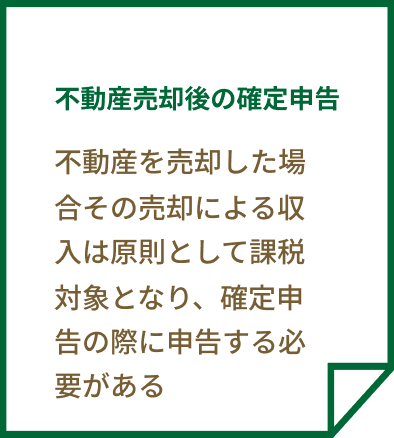 不動産売却後の確定申告
不動産を売却した場
合その売却による収
入は原則として課税
対象となり、確定申
告の際に申告する必
要がある